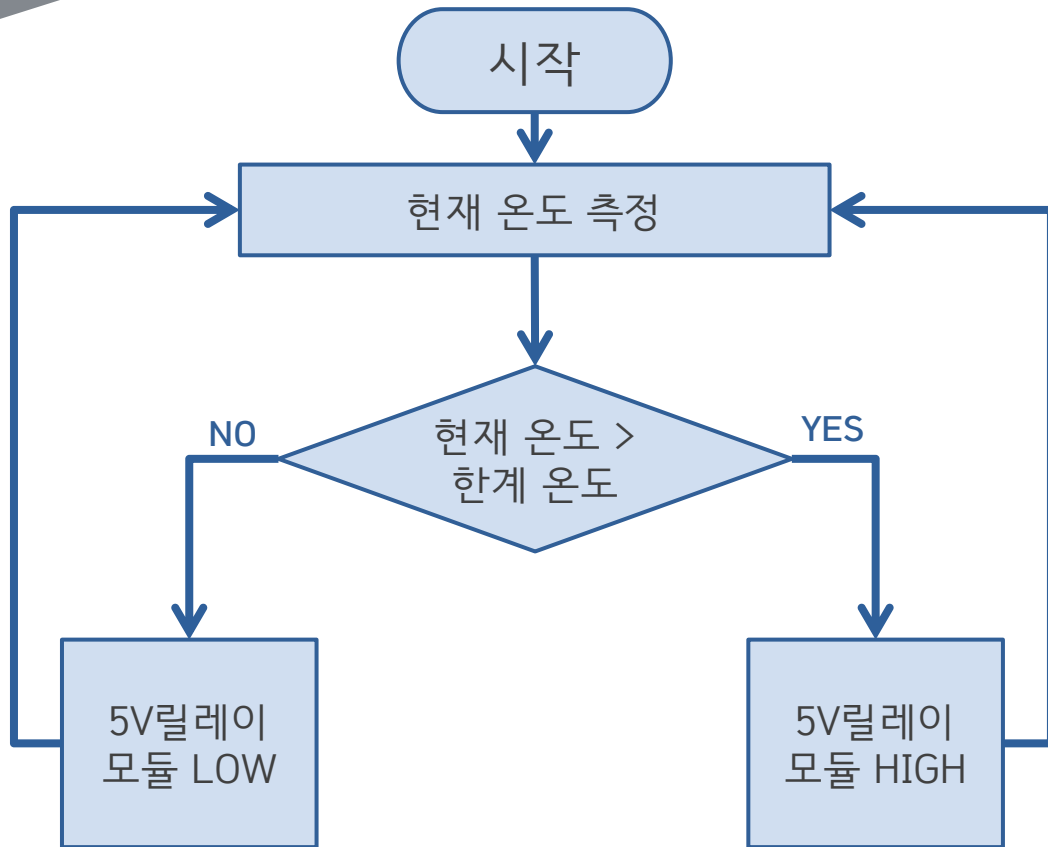 시작
현재 온도 측정
NO
현재 온도 >
한계 온도
YES
5V릴레이
모듈 LOW
5V릴레이
모듈 HIGH